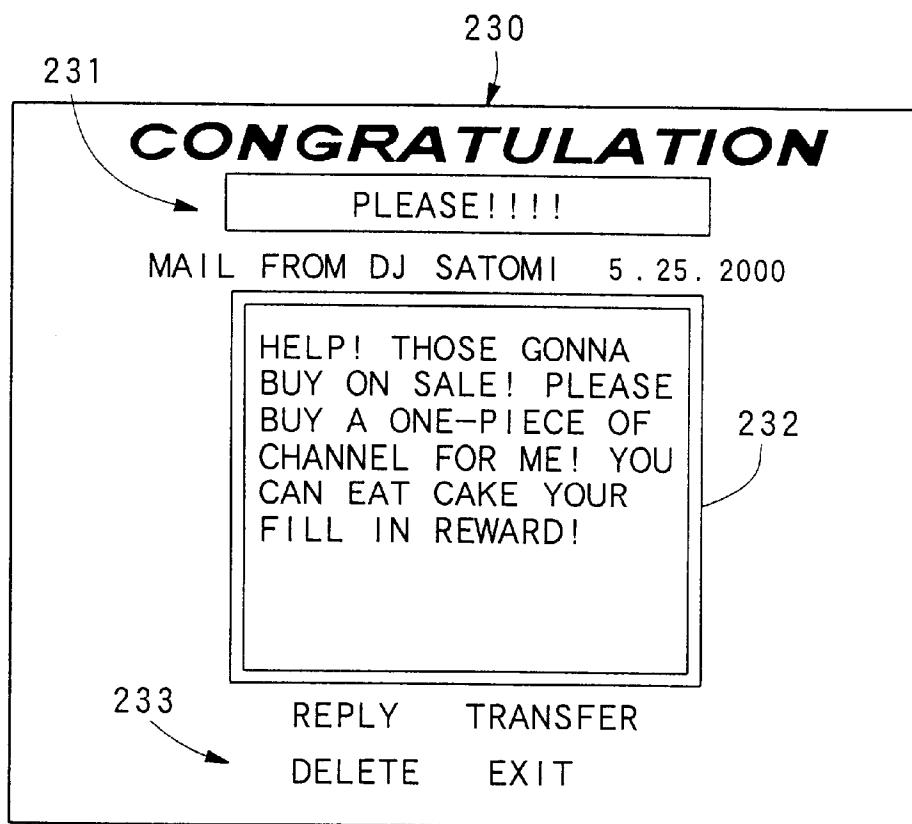 230
231
CONGRATULATION
PLEASE!!!!
MAIL FROM DJ SATOMI 5.25.2000
HELP! THOSE GONNA
BUY ON SALE! PLEASE
BUY A ONE-PIECE OF
CHANNEL FOR ME! YOU
CAN EAT CAKE YOUR
FILL IN REWARD!
232
233
REPLY TRANSFER
DELETE EXIT